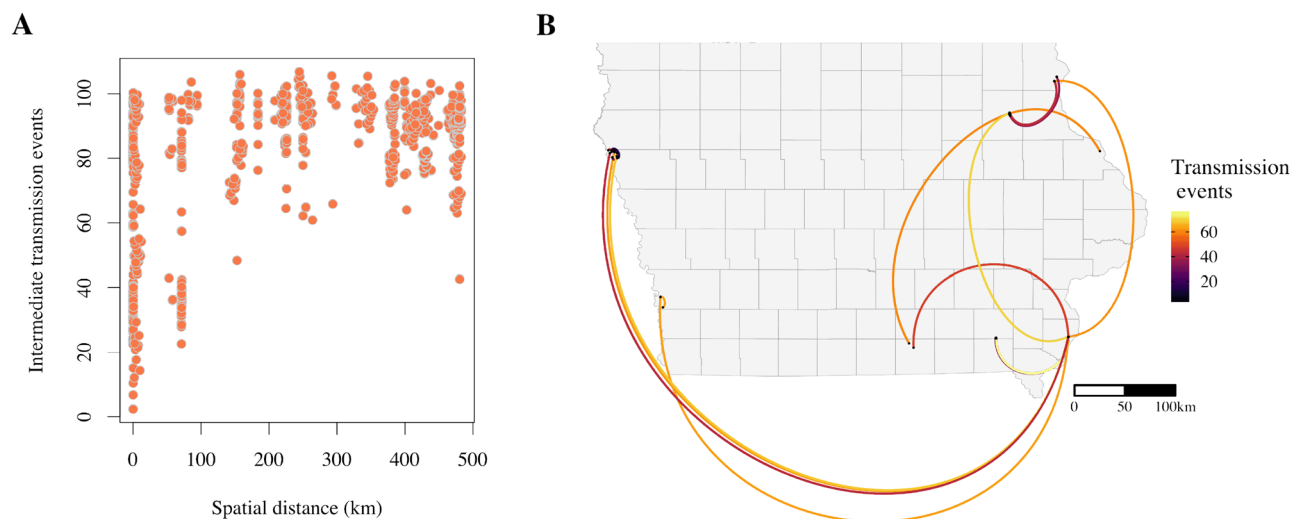 A
B
Intermediate transmission events
100
80
60
40
20
0
0 100 200 300 400 500
Spatial distance (km)
Transmission
events
60
40
20
0 50 100km